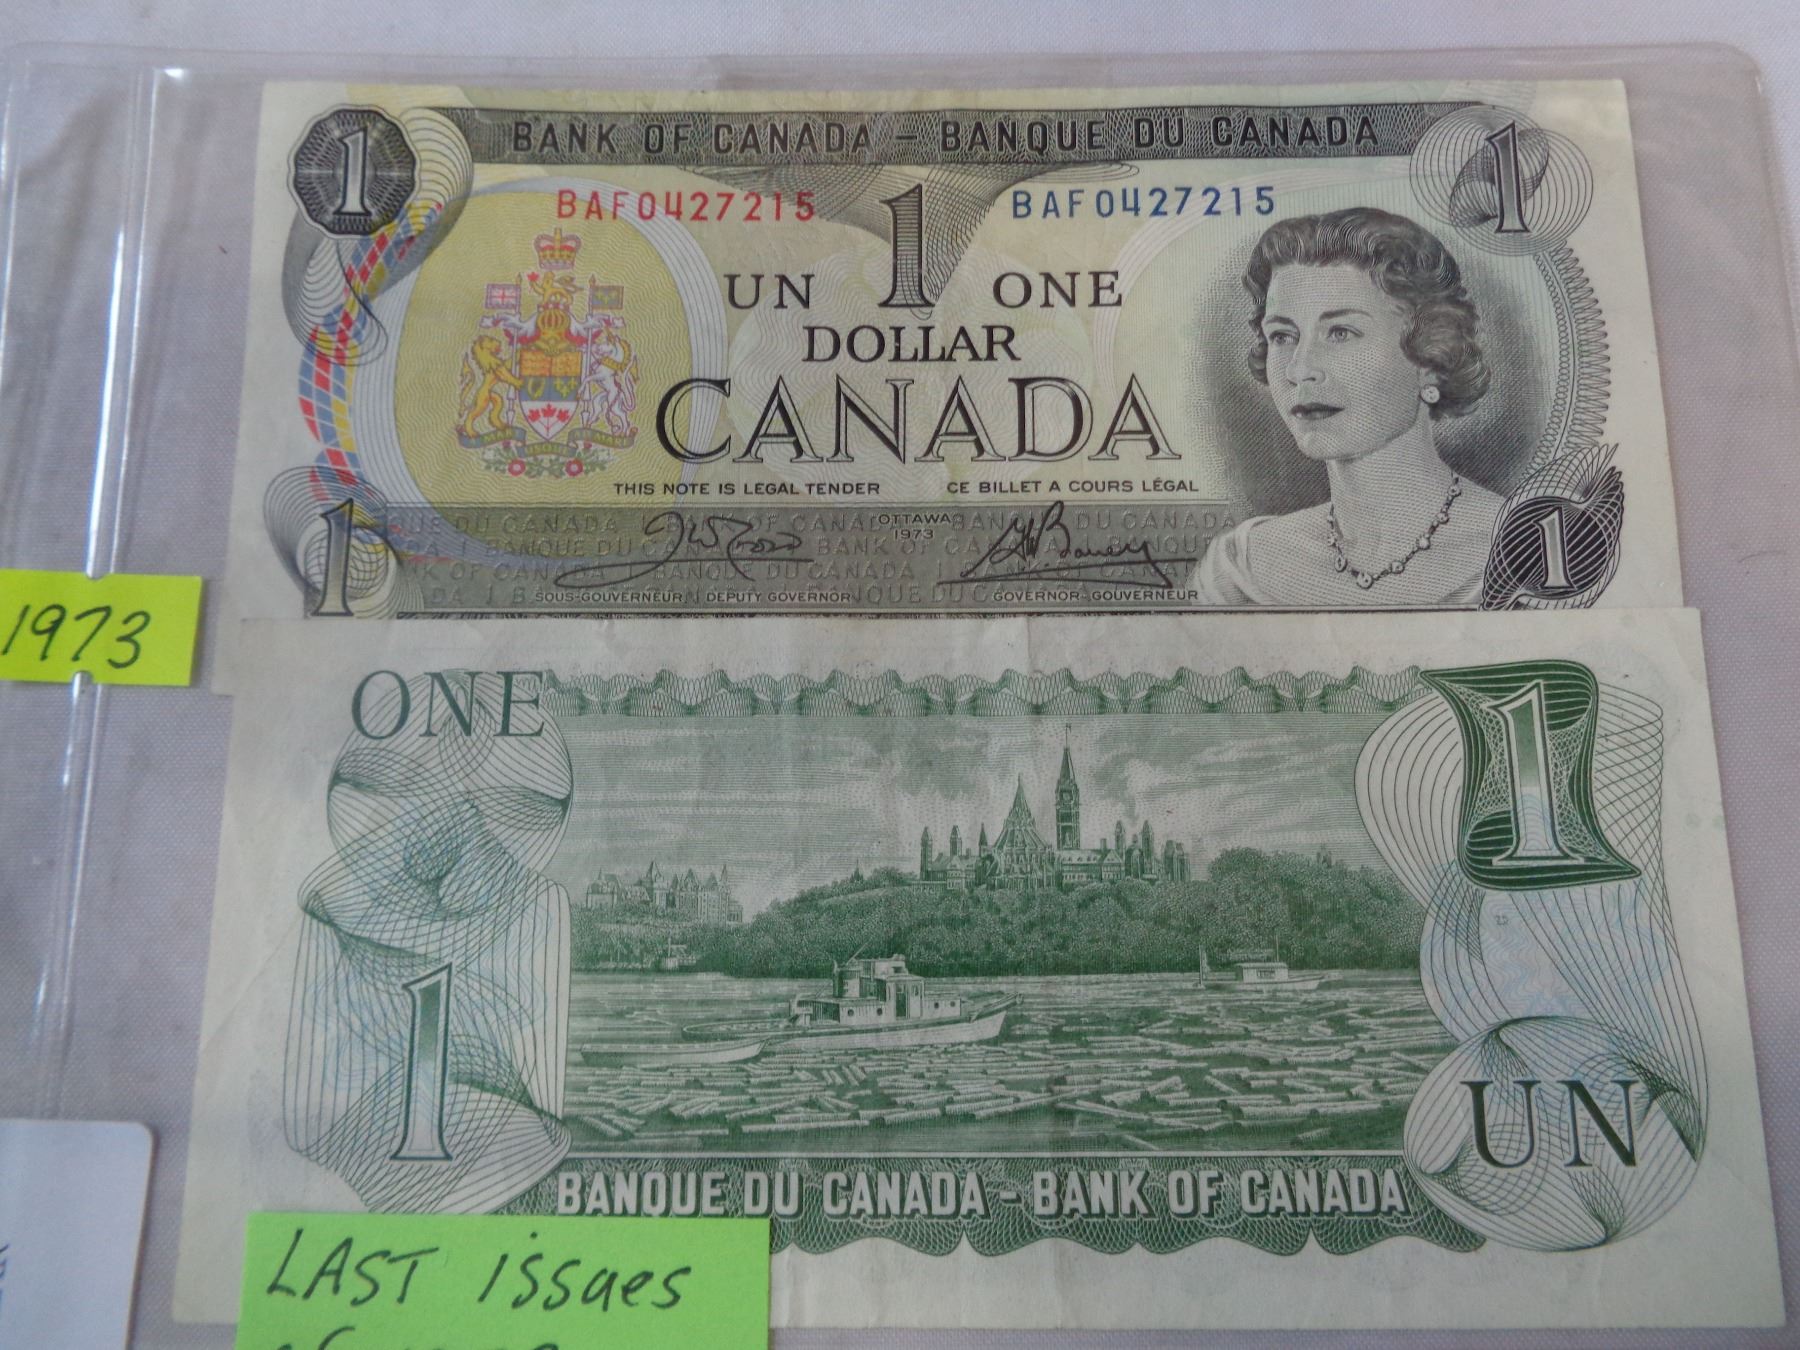 1 BANK OF CANADA - BANQUE DU CANADA 1
BAF0427215 BAF0427215
UN 1 ONE
DOLLAR
CANADA
THIS NOTE IS LEGAL TENDER CE BILLET A COURS LÉGAL
OTTAWA
1973
SOUS-GOUVERNEUR DEPUTY GOVERNOR GOVERNOR-GOUVERNEUR
1 1
1973
ONE 1
1 UN
BANQUE DU CANADA - BANK OF CANADA
LAST issues